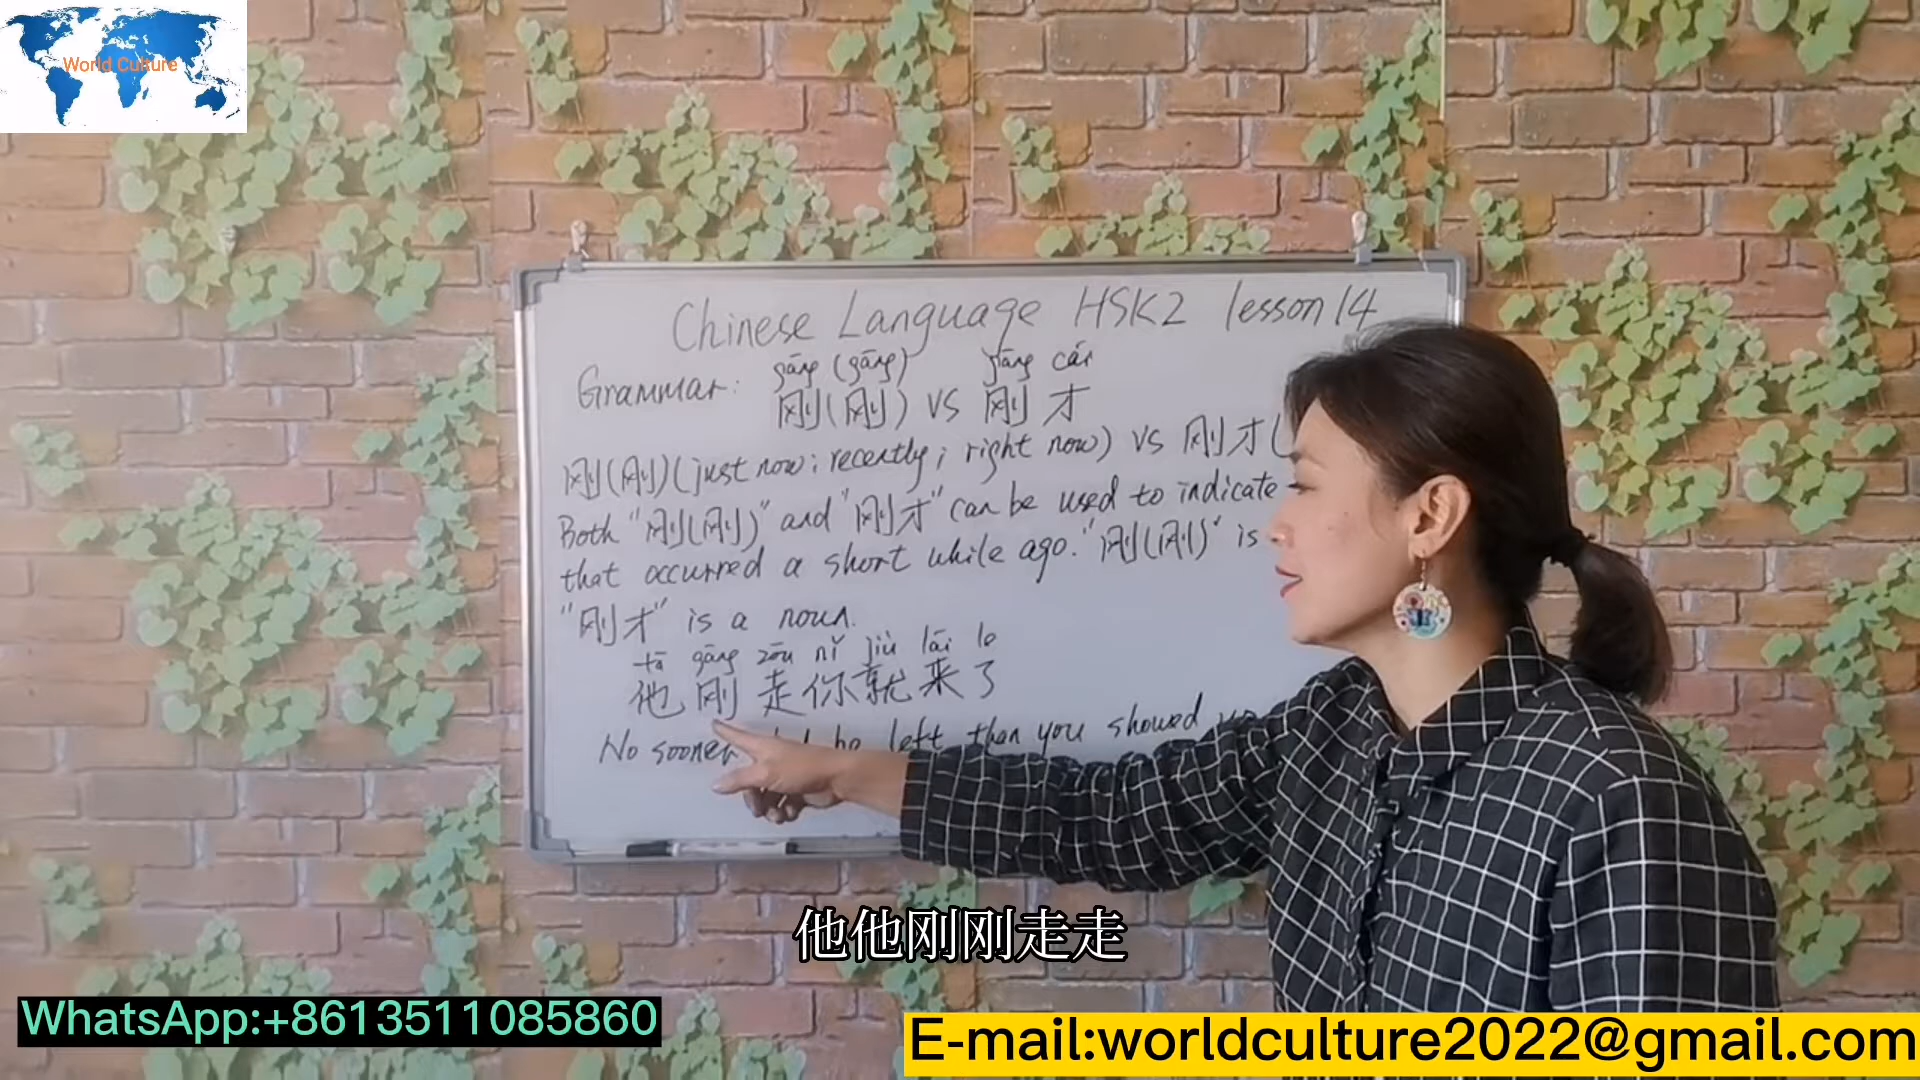 World Culture
Chinese Language HSK2 lesson 14
gāng (gāng) gāng cái
Grammar: 刚(刚) VS 刚才
刚(刚)(just now; recently; right now) VS 刚才(
Both "刚(刚)" and "刚才" can be used to indicate
that occurred a short while ago. "刚(刚)" is
"刚才" is a noun.
tā gāng zǒu nǐ jiù lái le
他刚走你就来了
No sooner he left than you showed
他他刚刚走走
WhatsApp:+8613511085860
E-mail:worldculture2022@gmail.com